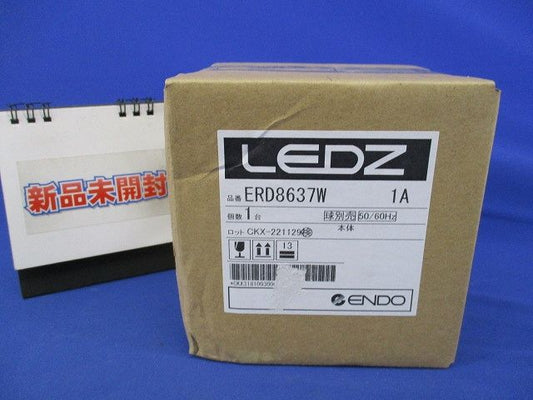 新品未開封
LEDZ
品番 ERD8637W 1A
個数 1 台 球別売 50/60Hz
本体
ロット CKX-221129
13
ENDO